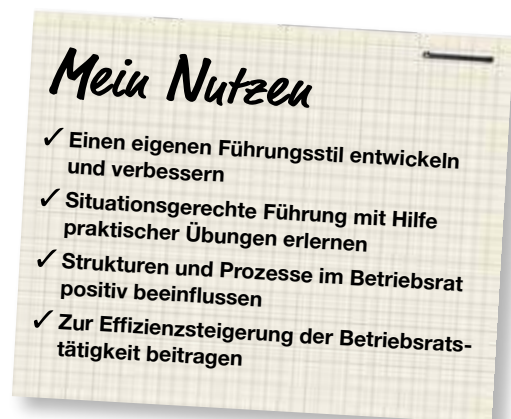 Mein Nutzen
✓ Einen eigenen Führungsstil entwickeln
und verbessern
✓ Situationsgerechte Führung mit Hilfe
praktischer Übungen erlernen
✓ Strukturen und Prozesse im Betriebsrat
positiv beeinflussen
✓ Zur Effizienzsteigerung der Betriebsrats-
tätigkeit beitragen